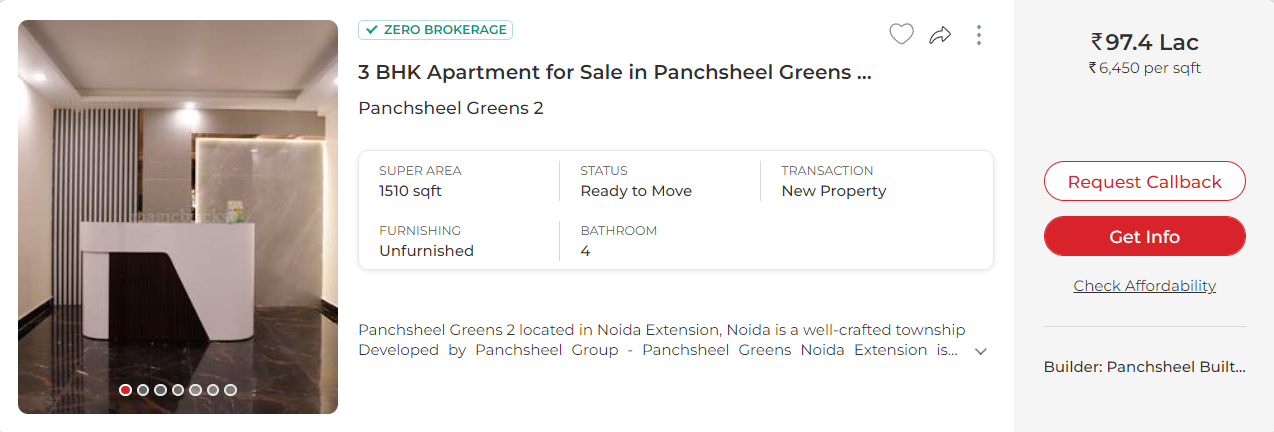 ZERO BROKERAGE
3 BHK Apartment for Sale in Panchsheel Greens ...
Panchsheel Greens 2
SUPER AREA
1510 sqft
STATUS
Ready to Move
TRANSACTION
New Property
FURNISHING
Unfurnished
BATHROOM
4
Panchsheel Greens 2 located in Noida Extension, Noida is a well-crafted township
Developed by Panchsheel Group - Panchsheel Greens Noida Extension is...
magicbricks
₹97.4 Lac
₹6,450 per sqft
Request Callback
Get Info
Check Affordability
Builder: Panchsheel Built...